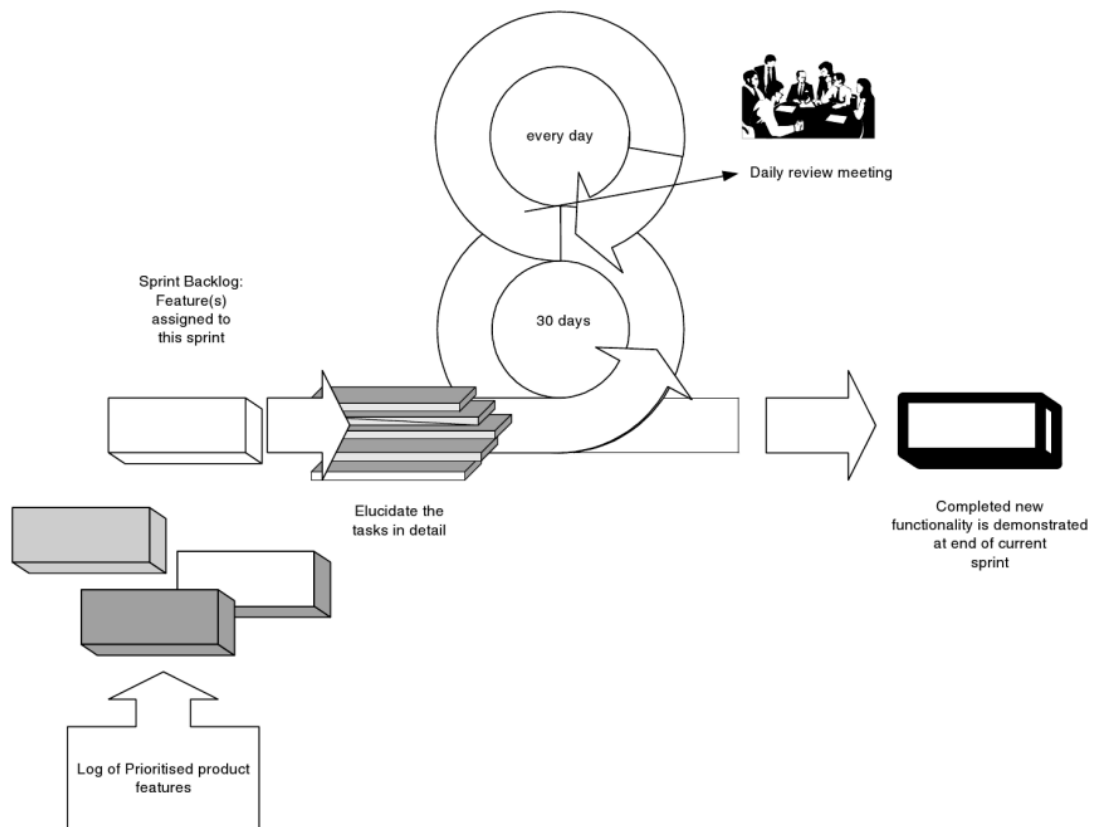 every day
Daily review meeting
Sprint Backlog:
Feature(s)
assigned to
this sprint
30 days
Elucidate the
tasks in detail
Completed new
functionality is demonstrated
at end of current
sprint
Log of Prioritised product
features